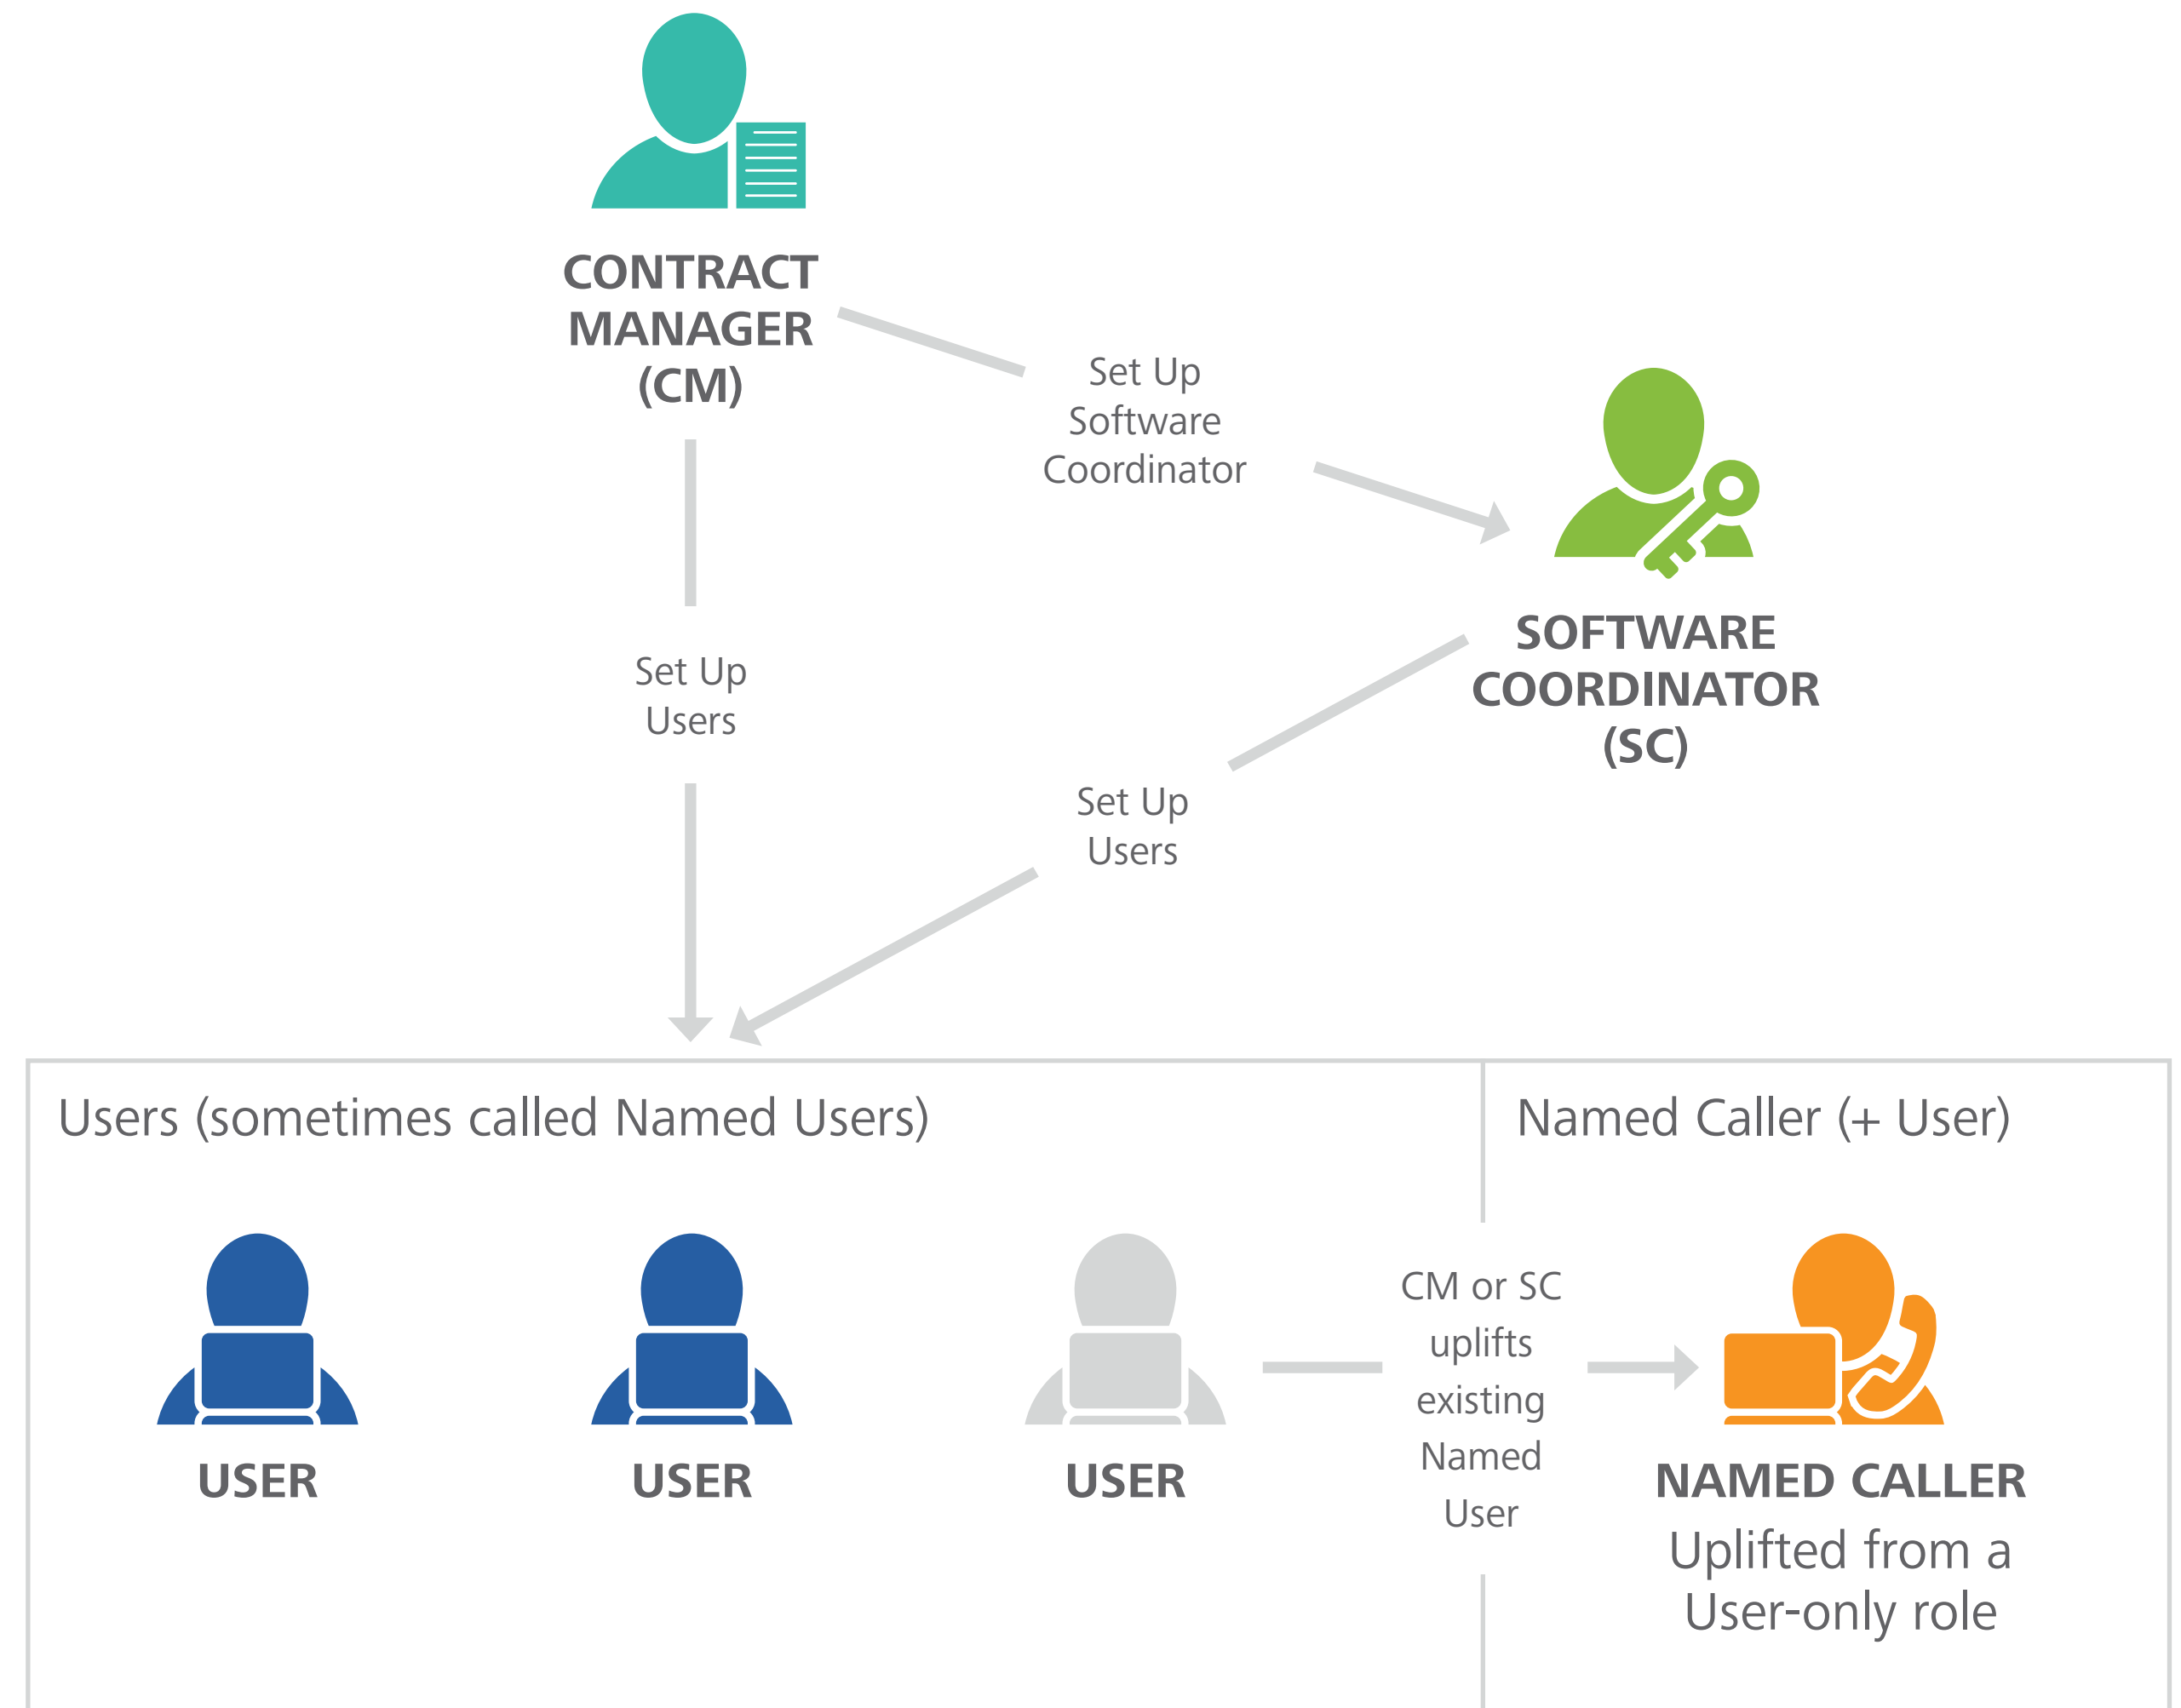 CONTRACT
MANAGER
(CM)
Set Up
Software
Coordinator
SOFTWARE
COORDINATOR
(SC)
Set Up
Users
Set Up
Users
Users (sometimes called Named Users)
Named Caller (+ User)
CM or SC
uplifts
existing
Named
User
USER
USER
USER
NAMED CALLER
Uplifted from a
User-only role